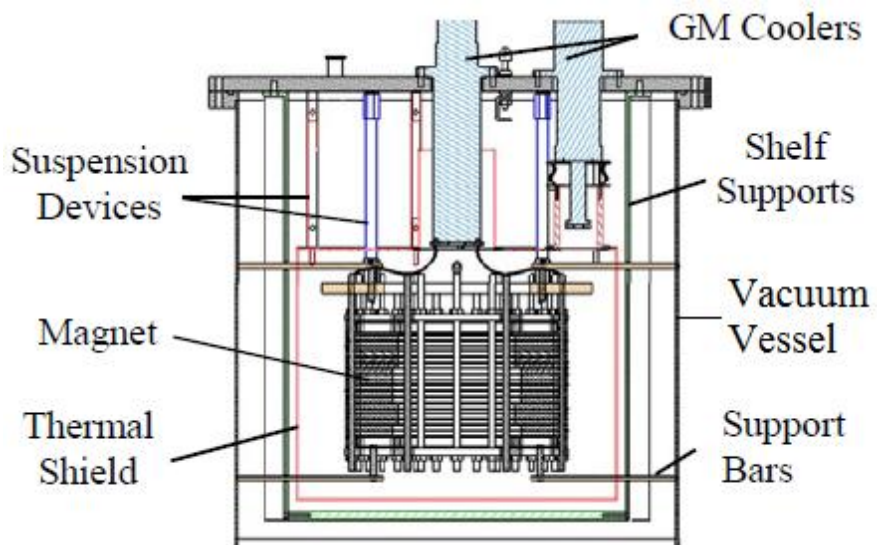 GM Coolers
Suspension
Devices
Shelf
Supports
Magnet
Vacuum
Vessel
Thermal
Shield
Support
Bars